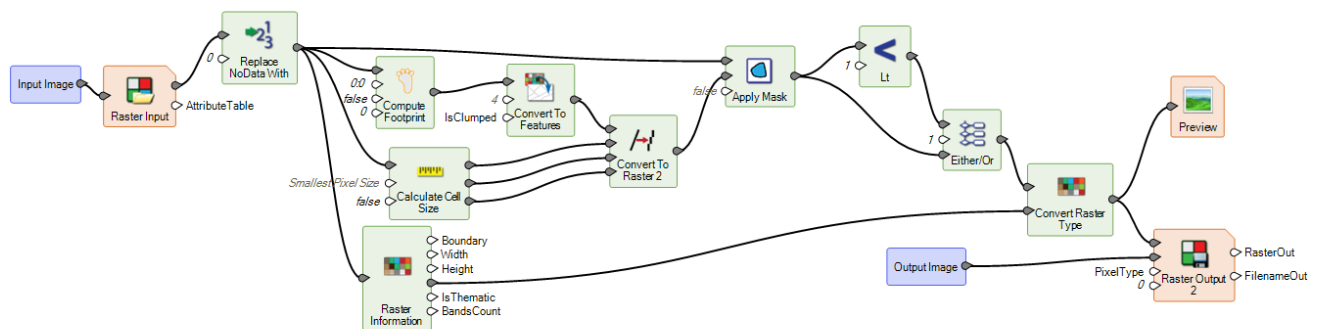 Input Image
Raster Input
AttributeTable
0
Replace
NoData With
0:0
false
0
Compute
Footprint
4
IsClumped
Convert To
Features
Smallest Pixel Size
false
Calculate Cell
Size
Convert To
Raster 2
false
Apply Mask
1
Lt
1
Either/Or
Boundary
Width
Height
IsThematic
BandsCount
Raster
Information
Convert Raster
Type
Preview
Output Image
PixelType
0
Raster Output
2
RasterOut
FilenameOut